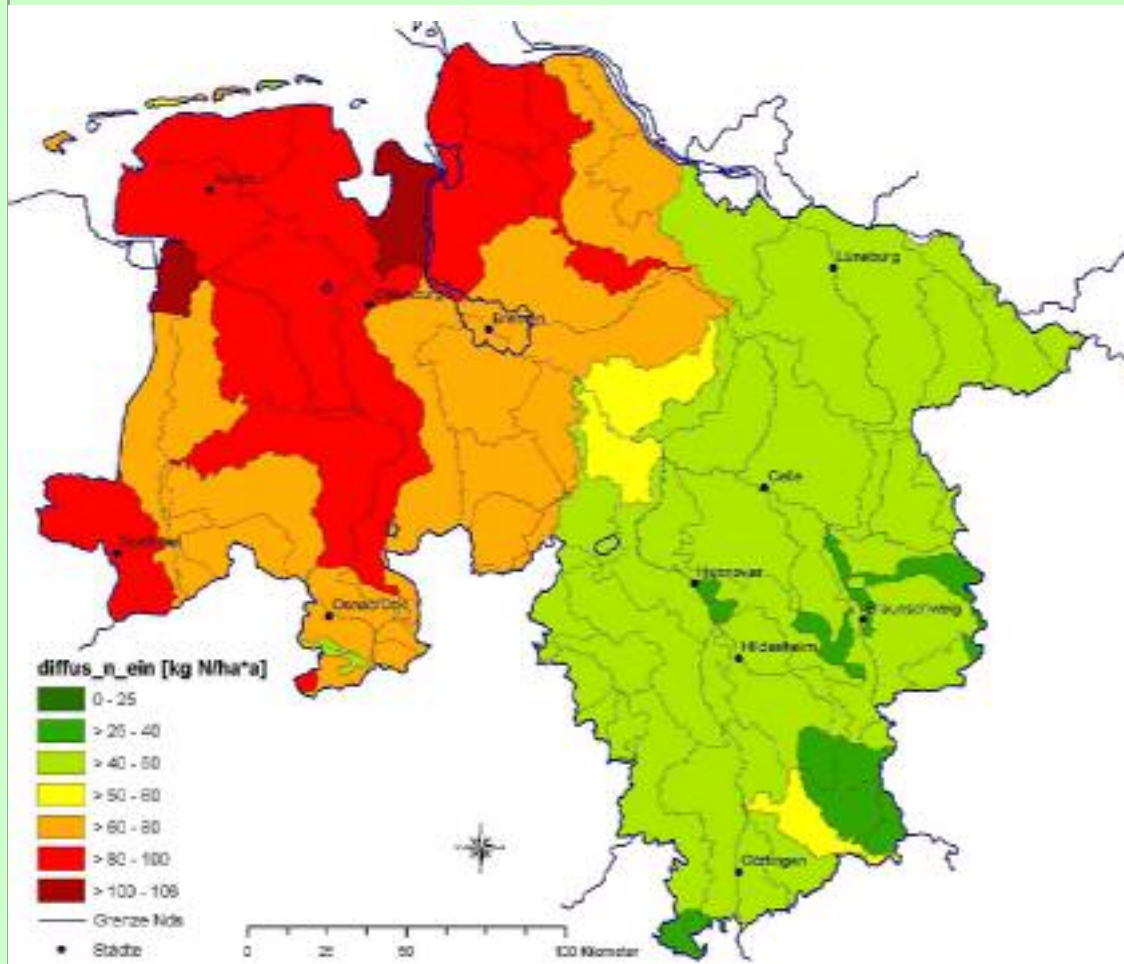 Lüneburg
Bremen
Celle
Hannover
Braunschweig
Hildesheim
Osnabrück
Göttingen
diffus_n_ein [kg N/ha*a]
0 - 25
> 25 - 40
> 40 - 50
> 50 - 60
> 60 - 80
> 80 - 100
> 100 - 106
Grenze Nds
Städte
0 25 50 100 Kilometer